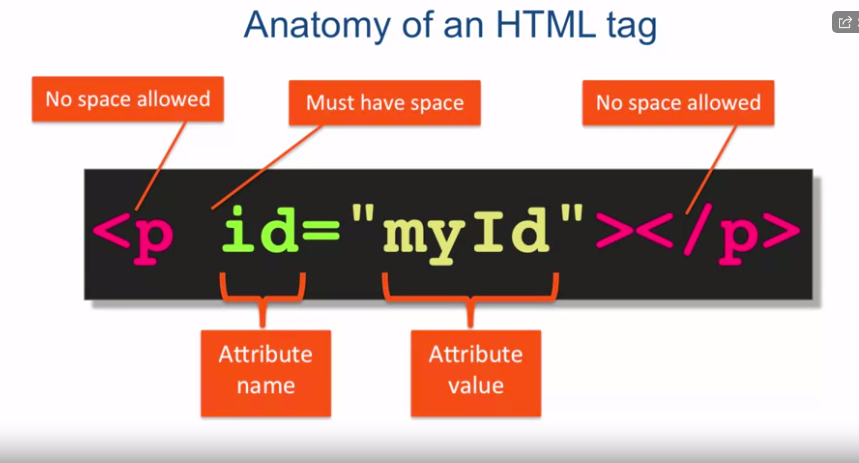 Anatomy of an HTML tag
No space allowed
Must have space
No space allowed
<p id="myId"></p>
Attribute
name
Attribute
value